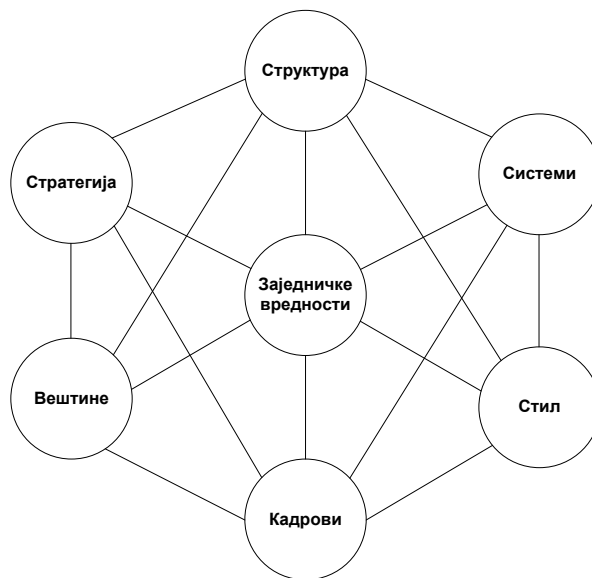 Структура
Системи
Стратегија
Заједничке
вредности
Вештине
Стил
Кадрови